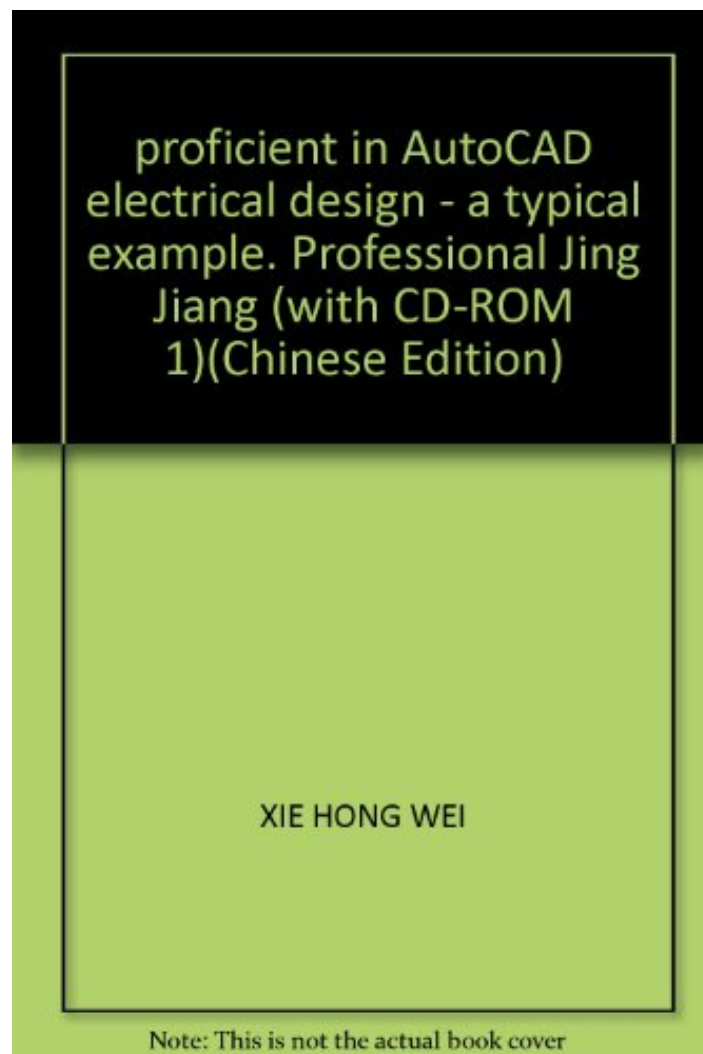 proficient in AutoCAD
electrical design - a typical
example. Professional Jing
Jiang (with CD-ROM
1)(Chinese Edition)
XIE HONG WEI
Note: This is not the actual book cover